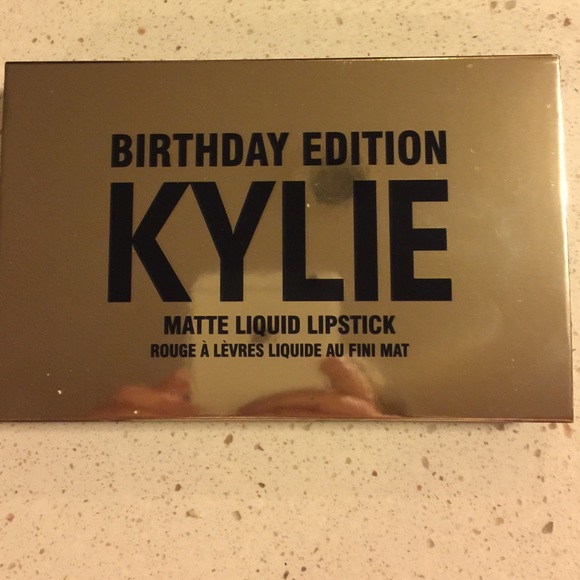 BIRTHDAY EDITION
KYLIE
MATTE LIQUID LIPSTICK
ROUGE À LÈVRES LIQUIDE AU FINI MAT